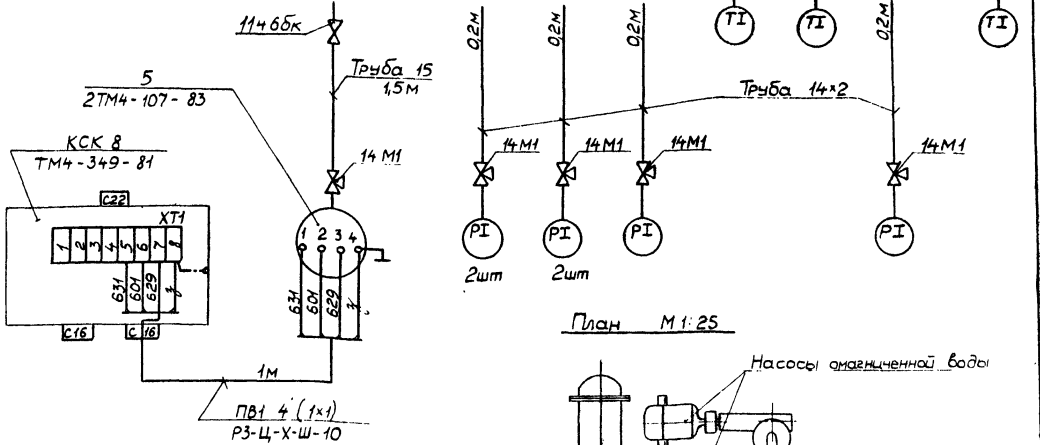 11ч6бк
Труба 15
1,5м
5
2ТМ4-107-83
КСК 8
ТМ4-349-81
14М1
С22
ХТ1
1 2 3 4 5 6 7 8
631 601 629
С16
С 16
1 2 3 4
631 601 629
1м
ПВ1 4 (1×1)
РЗ-Ц-Х-Ш-10
0,2м
0,2м
0,2м
0,2м
TI
TI
TI
Труба 14×2
14М1
14М1
14М1
14М1
PI
PI
PI
PI
2шт
2шт
План М 1:25
Насосы омагниченной воды